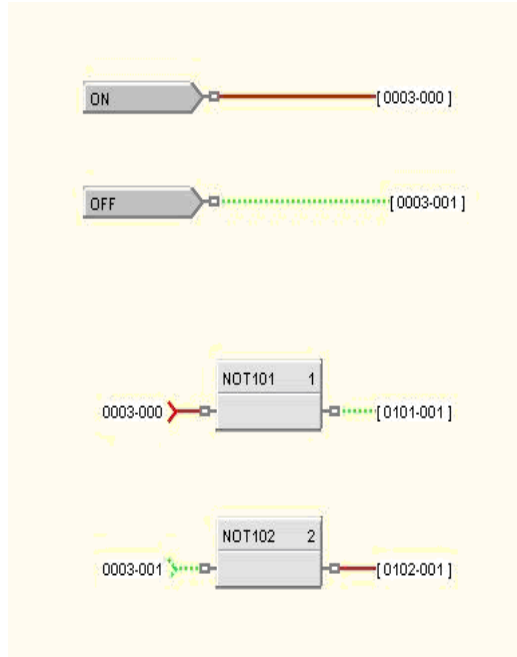 ON [ 0003-000 ]
OFF [ 0003-001 ]
NOT101 1
0003-000 [ 0101-001 ]
NOT102 2
0003-001 [ 0102-001 ]